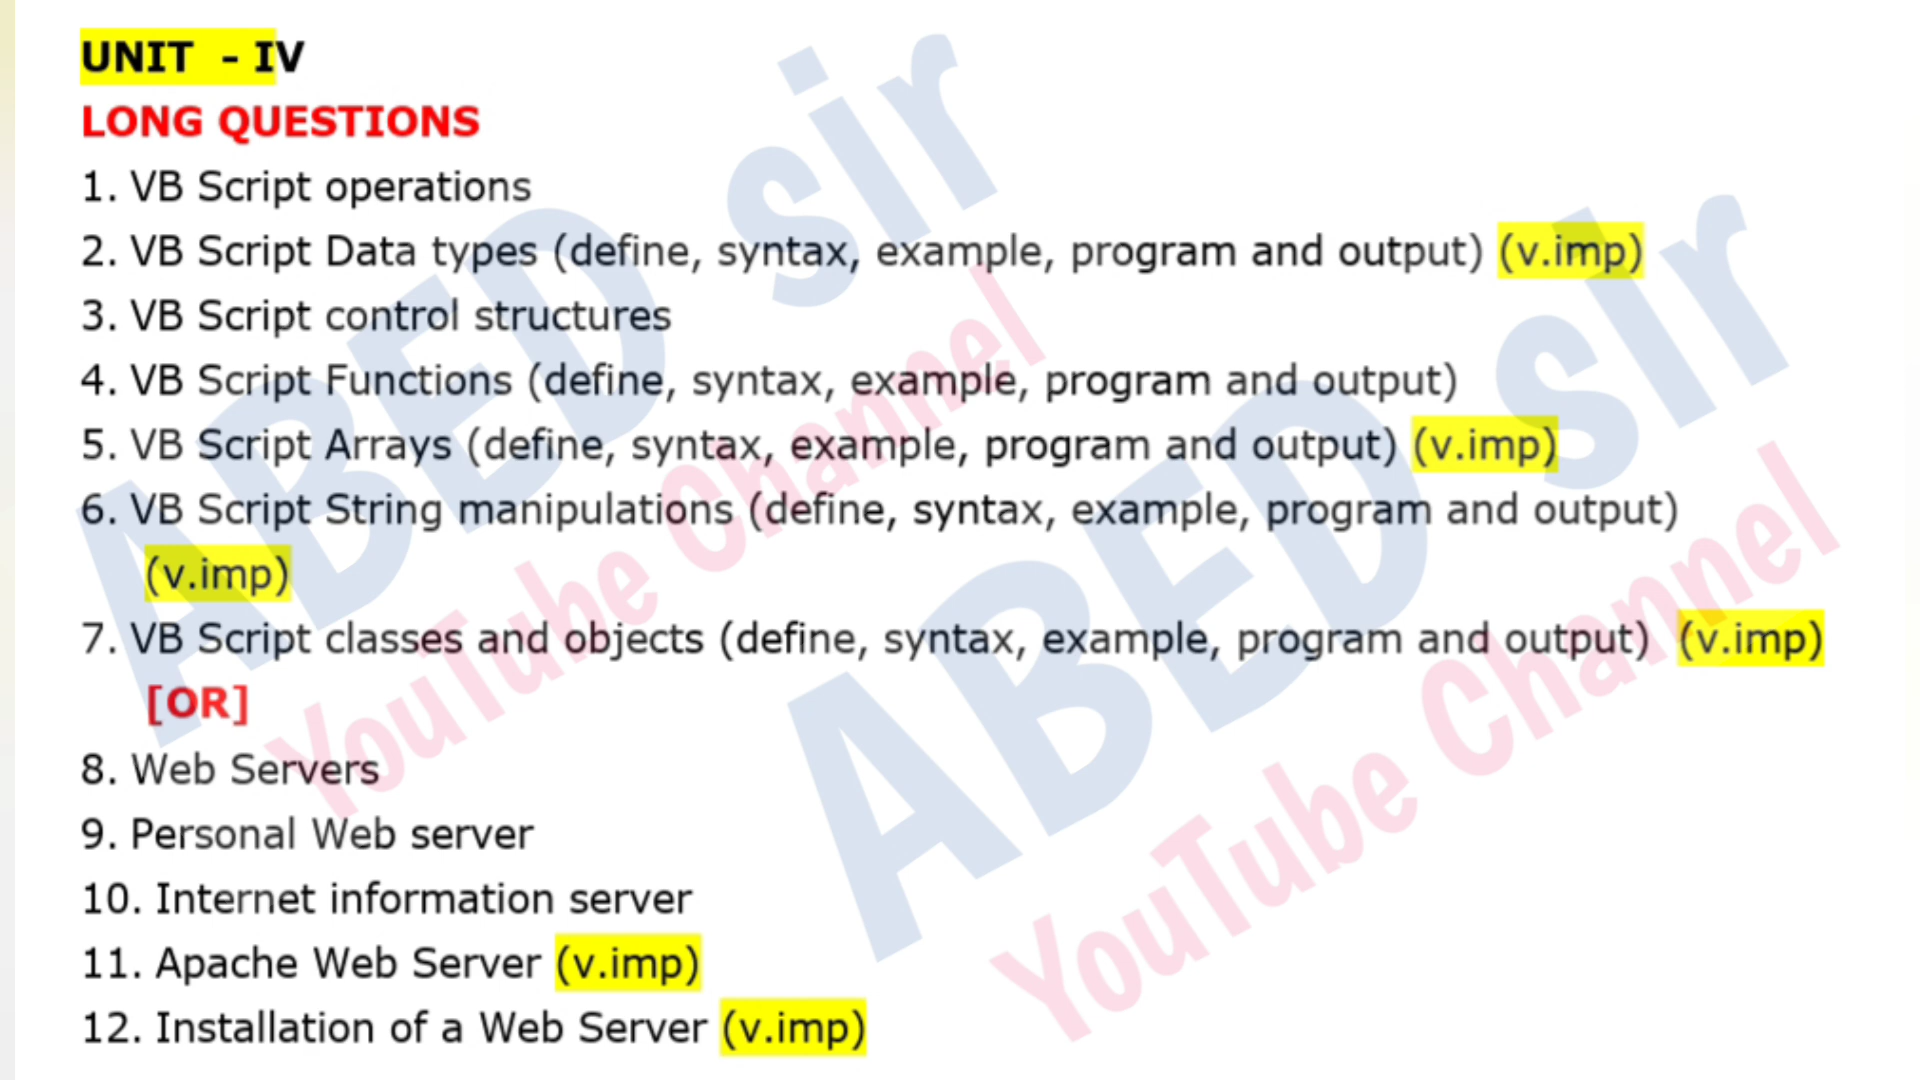 UNIT - IV
LONG QUESTIONS
1. VB Script operations
2. VB Script Data types (define, syntax, example, program and output) (v.imp)
3. VB Script control structures
4. VB Script Functions (define, syntax, example, program and output)
5. VB Script Arrays (define, syntax, example, program and output) (v.imp)
6. VB Script String manipulations (define, syntax, example, program and output)
(v.imp)
7. VB Script classes and objects (define, syntax, example, program and output) (v.imp)
[OR]
8. Web Servers
9. Personal Web server
10. Internet information server
11. Apache Web Server (v.imp)
12. Installation of a Web Server (v.imp)
ABED sir
YouTube Channel
ABED sir
YouTube Channel